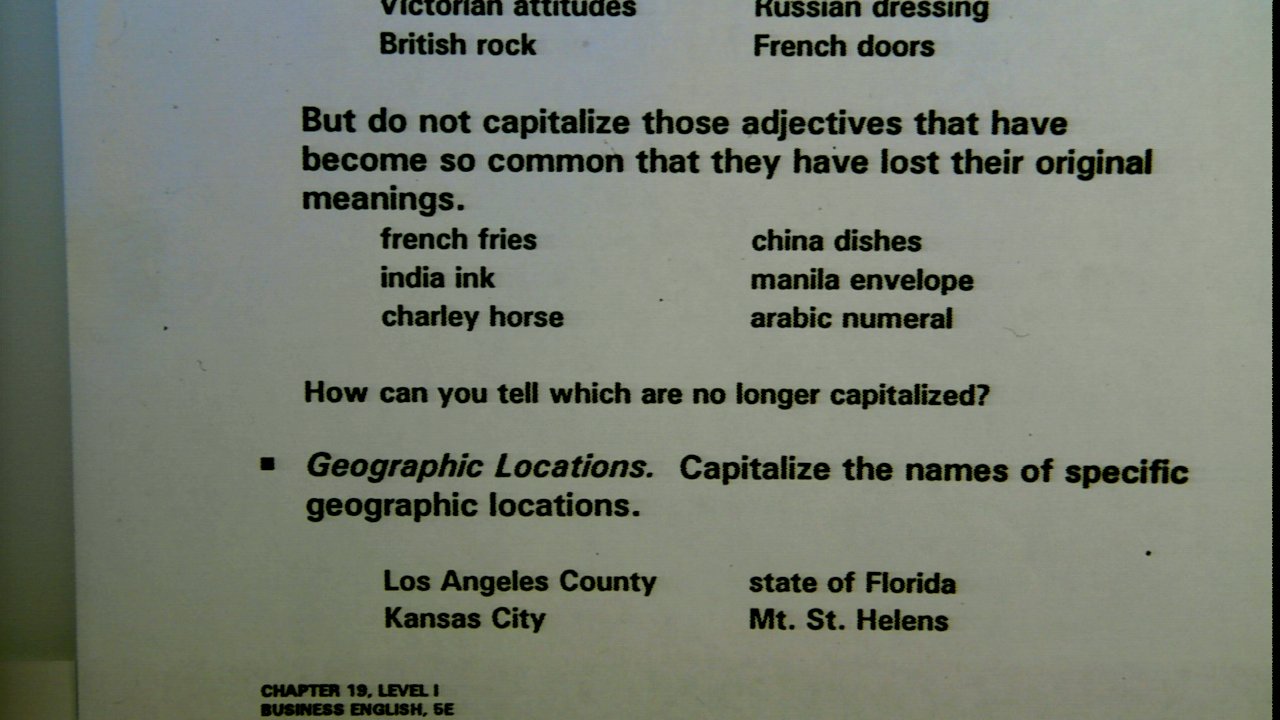 Victorian attitudes Russian dressing
British rock French doors
But do not capitalize those adjectives that have
become so common that they have lost their original
meanings.
french fries china dishes
india ink manila envelope
charley horse arabic numeral
How can you tell which are no longer capitalized?
■ Geographic Locations. Capitalize the names of specific
geographic locations.
Los Angeles County state of Florida
Kansas City Mt. St. Helens
CHAPTER 19, LEVEL I
BUSINESS ENGLISH, 5E